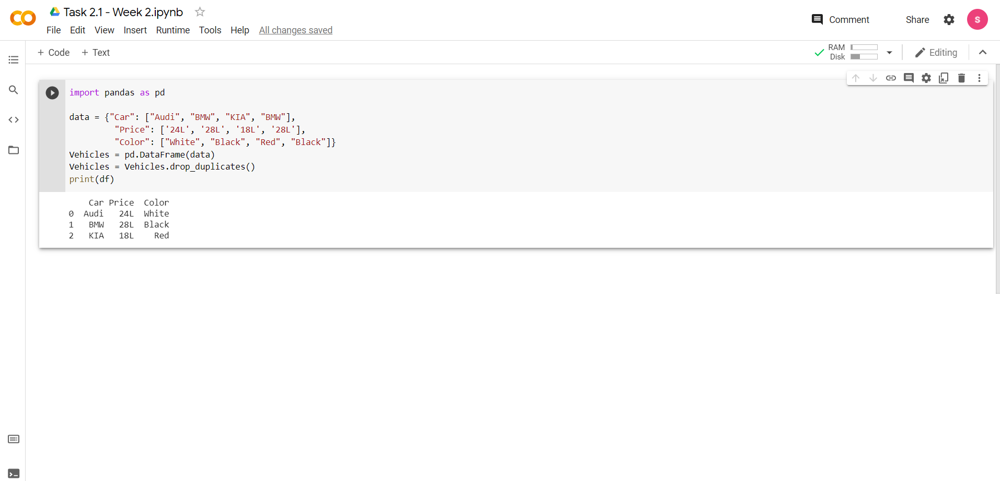 Task 2.1 - Week 2.ipynb
File Edit View Insert Runtime Tools Help All changes saved
Comment Share S
+ Code + Text
RAM
Disk
Editing
import pandas as pd
data = {"Car": ["Audi", "BMW", "KIA", "BMW"],
"Price": ['24L', '28L', '18L', '28L'],
"Color": ["White", "Black", "Red", "Black"]}
Vehicles = pd.DataFrame(data)
Vehicles = Vehicles.drop_duplicates()
print(df)
Car Price Color
0 Audi 24L White
1 BMW 28L Black
2 KIA 18L Red